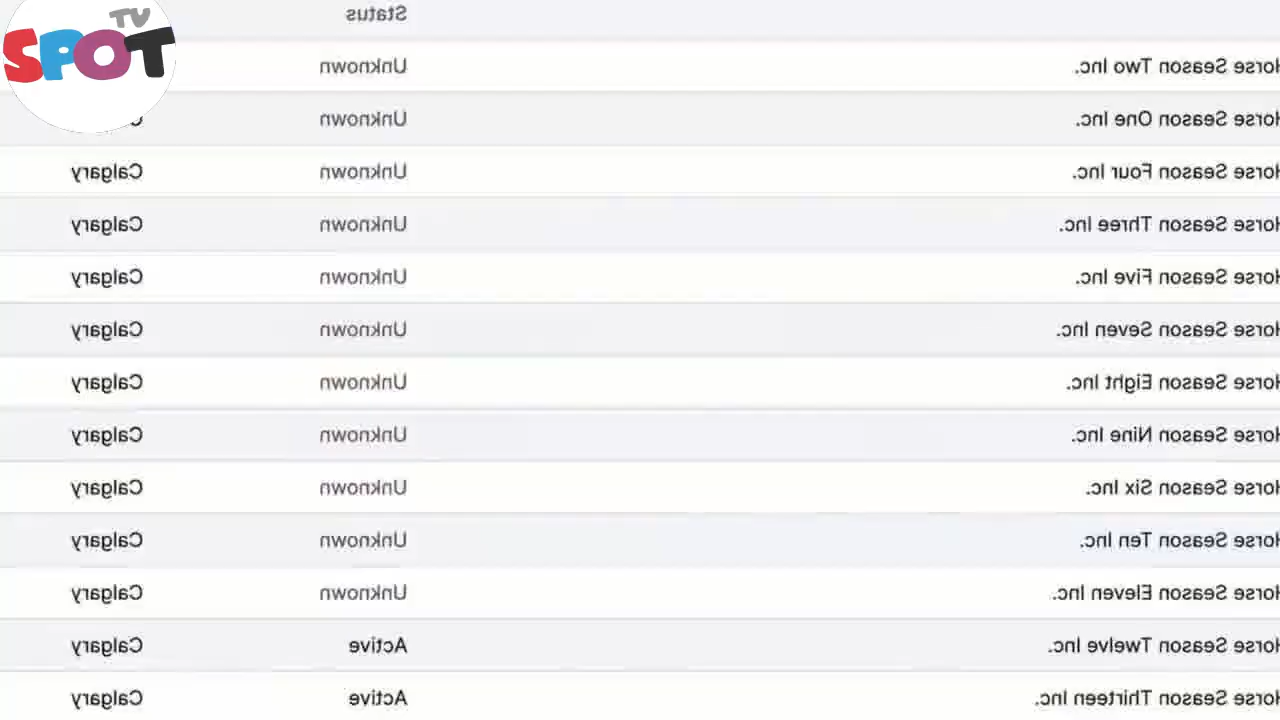 SPOT TV
Status
Horse Season Two Inc. Unknown
Horse Season One Inc. Unknown
Horse Season Four Inc. Unknown Calgary
Horse Season Three Inc. Unknown Calgary
Horse Season Five Inc. Unknown Calgary
Horse Season Seven Inc. Unknown Calgary
Horse Season Eight Inc. Unknown Calgary
Horse Season Nine Inc. Unknown Calgary
Horse Season Six Inc. Unknown Calgary
Horse Season Ten Inc. Unknown Calgary
Horse Season Eleven Inc. Unknown Calgary
Horse Season Twelve Inc. Active Calgary
Horse Season Thirteen Inc. Active Calgary